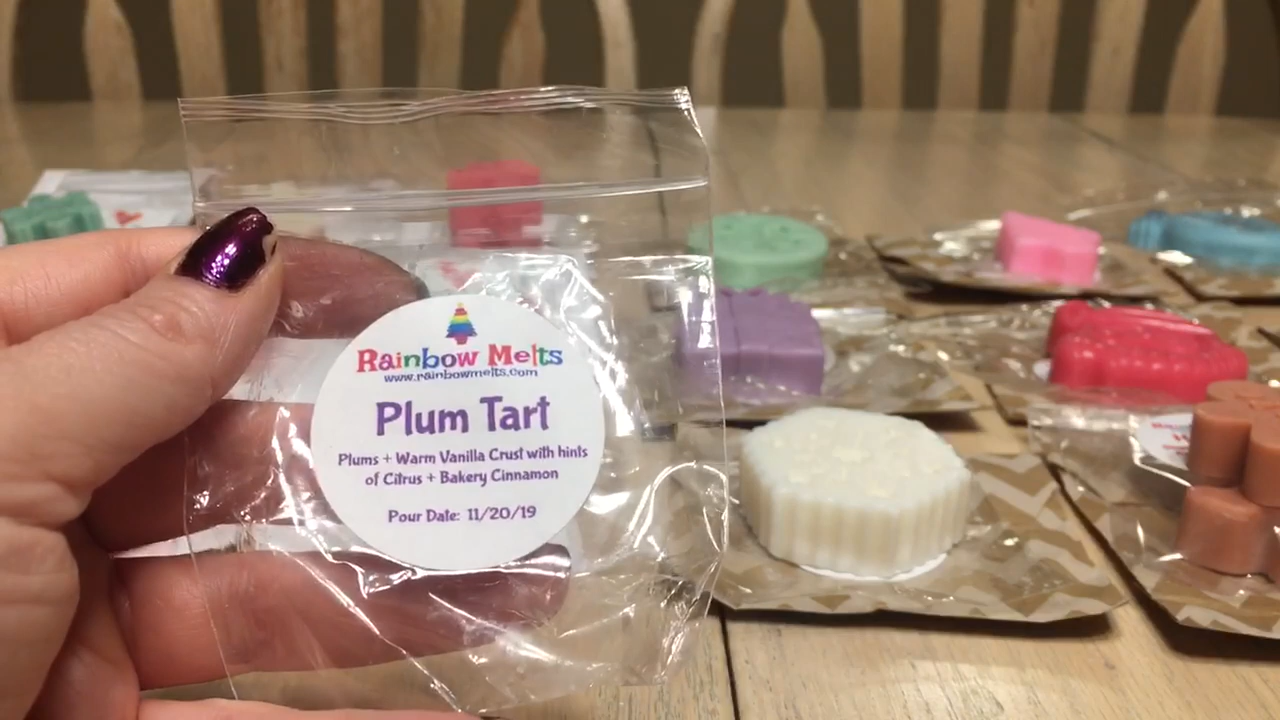 Rainbow Melts
www.rainbowmelts.com
Plum Tart
Plums + Warm Vanilla Crust with hints
of Citrus + Bakery Cinnamon
Pour Date: 11/20/19